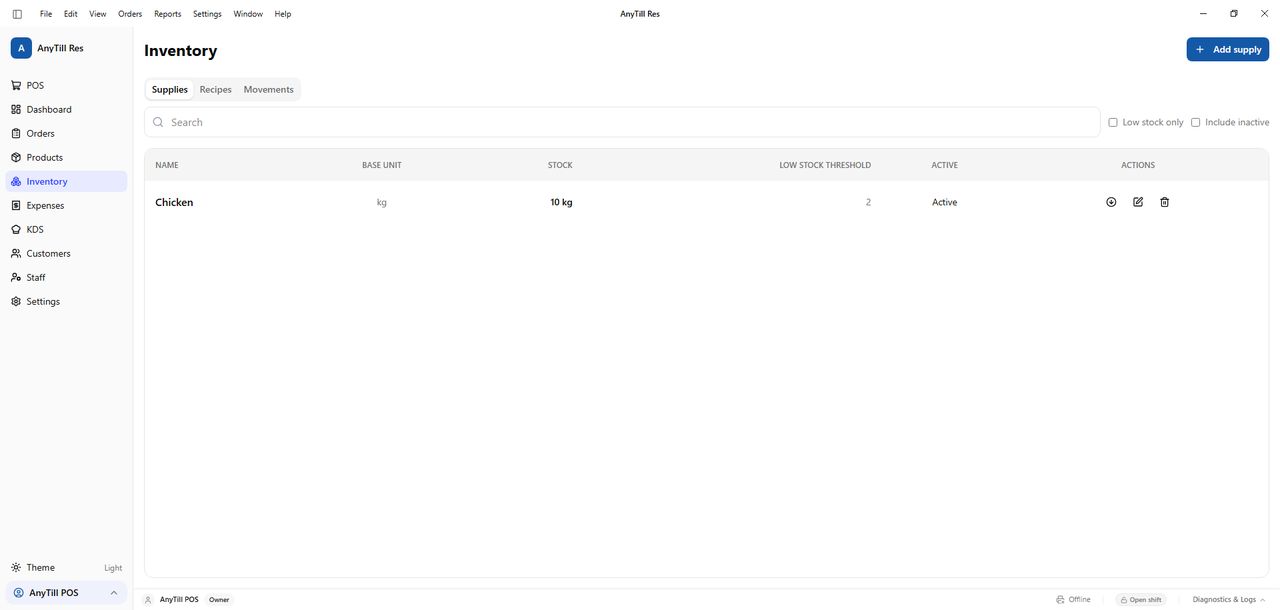 File Edit View Orders Reports Settings Window Help
AnyTill Res
A AnyTill Res
POS
Dashboard
Orders
Products
Inventory
Expenses
KDS
Customers
Staff
Settings
Theme Light
AnyTill POS
Inventory
Add supply
Supplies Recipes Movements
Search
Low stock only
Include inactive
NAME BASE UNIT STOCK LOW STOCK THRESHOLD ACTIVE ACTIONS
Chicken kg 10 kg 2 Active
AnyTill POS Owner
Offline Open shift Diagnostics & Logs